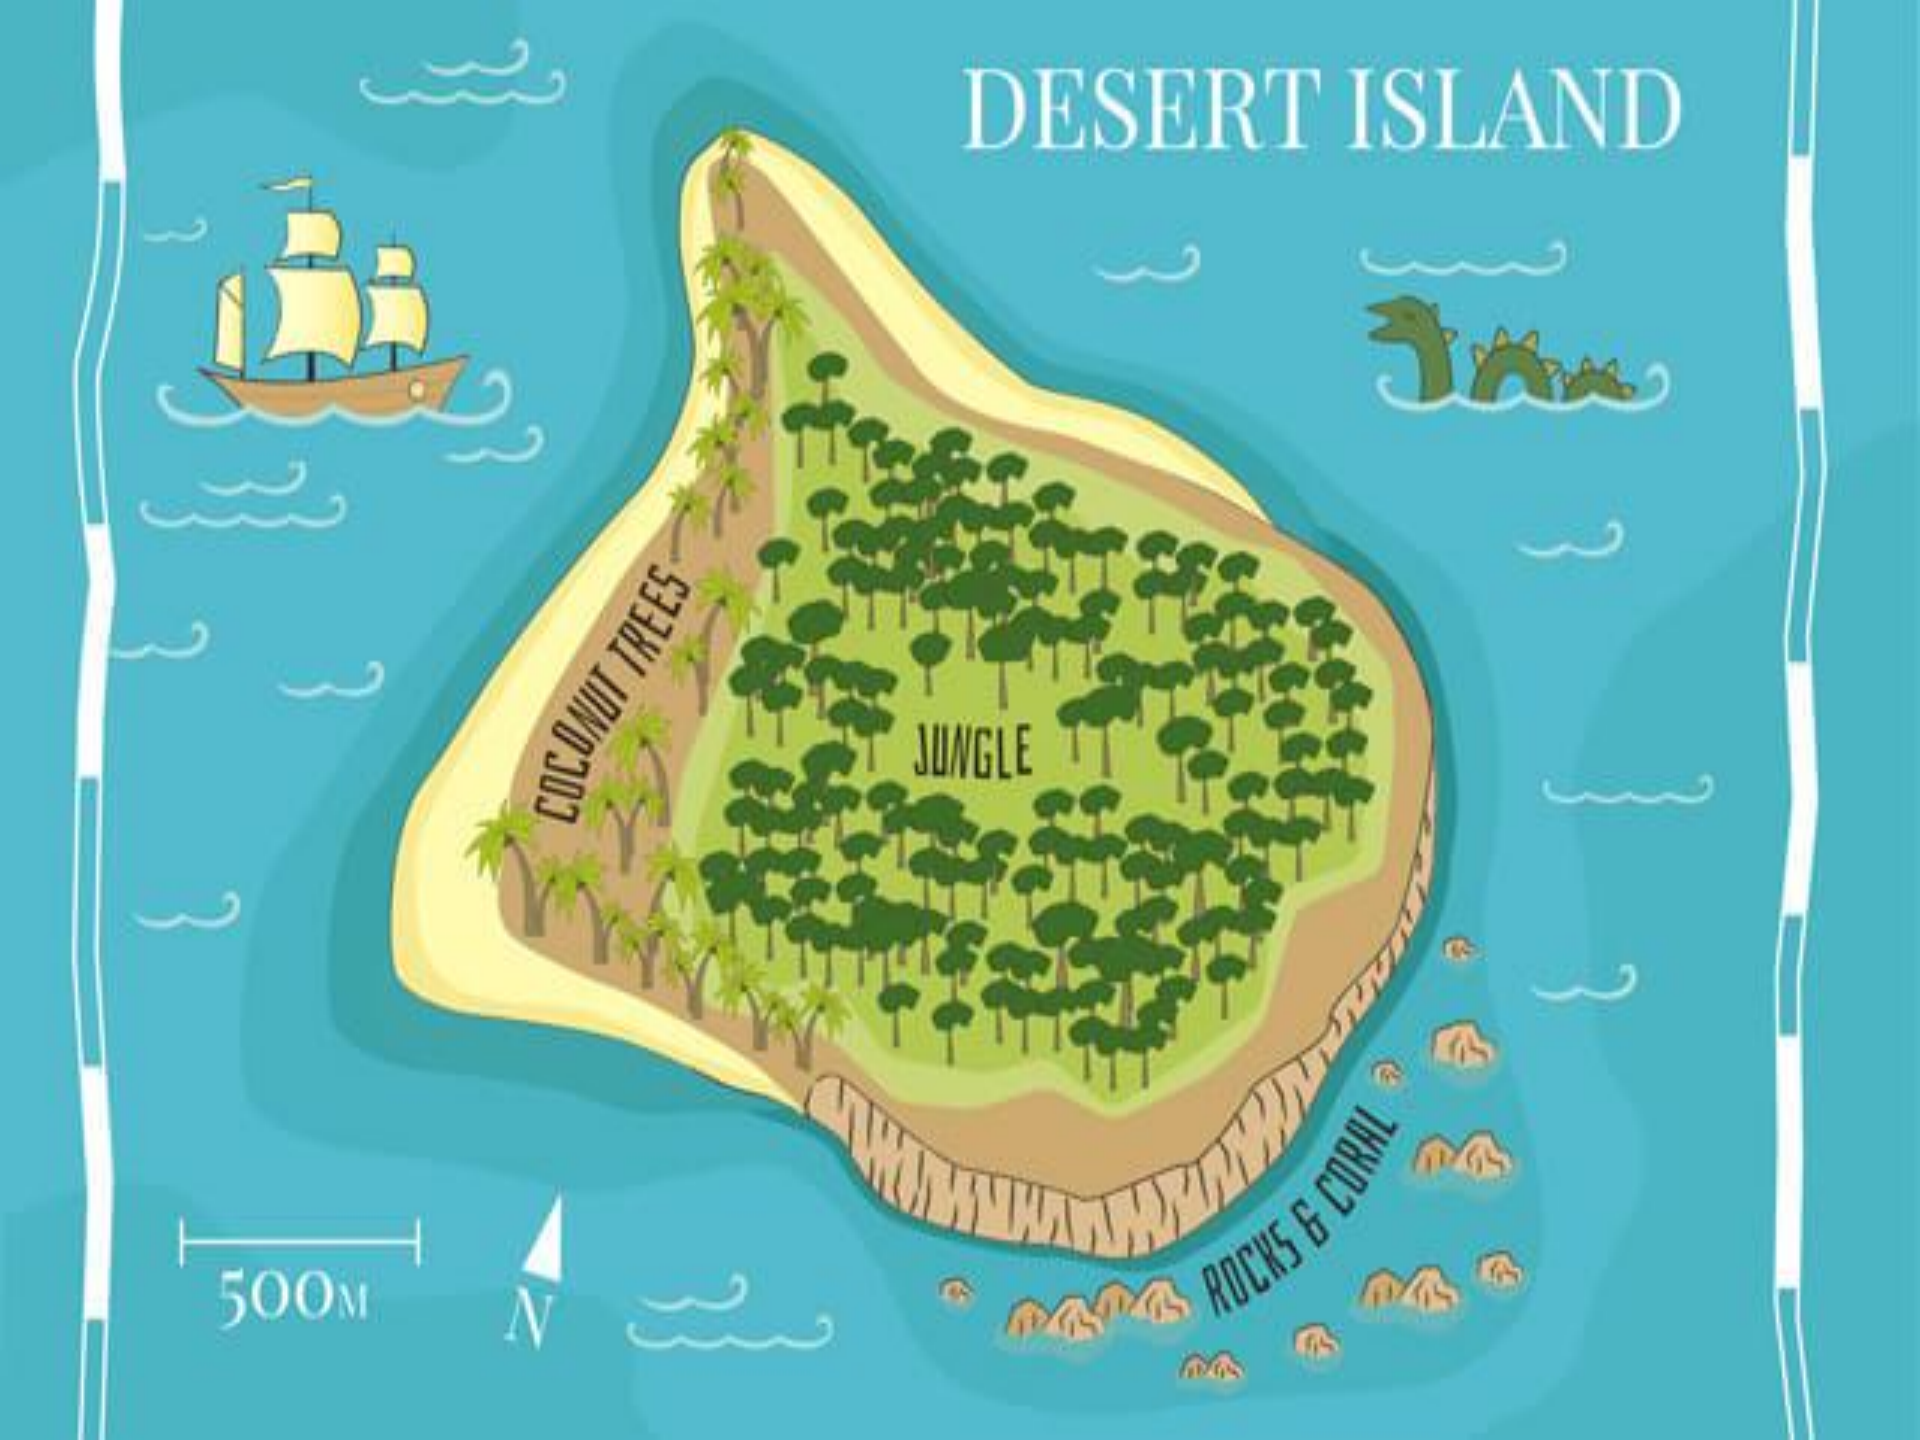 DESERT ISLAND
COCONUT TREES
JUNGLE
ROCKS & CORAL
500M
N